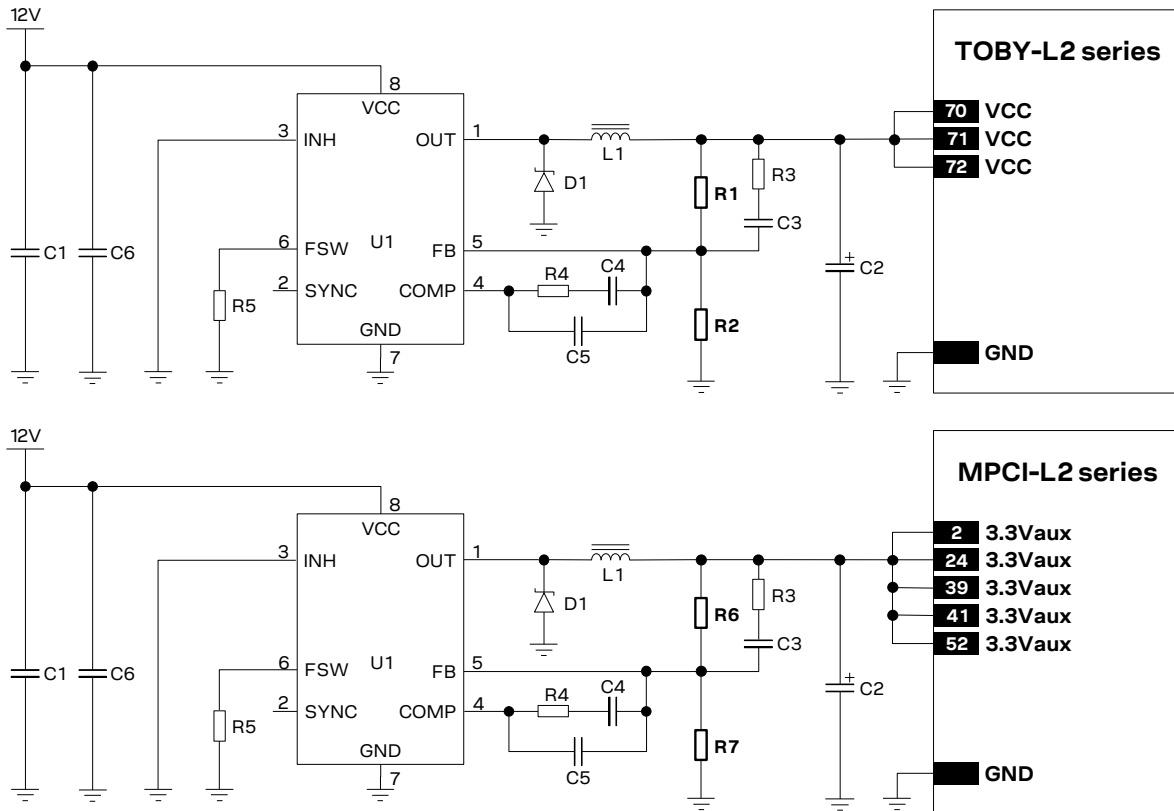 12V
TOBY-L2 series
8
VCC
70 VCC
3 INH
OUT 1
71 VCC
L1
72 VCC
D1
R1
R3
C3
C1
C6
6 FSW
U1
FB 5
C2
+
R5
2 SYNC
COMP 4
R4
C4
R2
GND
7
C5
GND
12V
MPCI-L2 series
8
VCC
2 3.3Vaux
3 INH
OUT 1
24 3.3Vaux
L1
39 3.3Vaux
D1
R6
R3
41 3.3Vaux
C3
52 3.3Vaux
C1
C6
6 FSW
U1
FB 5
C2
+
R5
2 SYNC
COMP 4
R4
C4
R7
GND
7
C5
GND